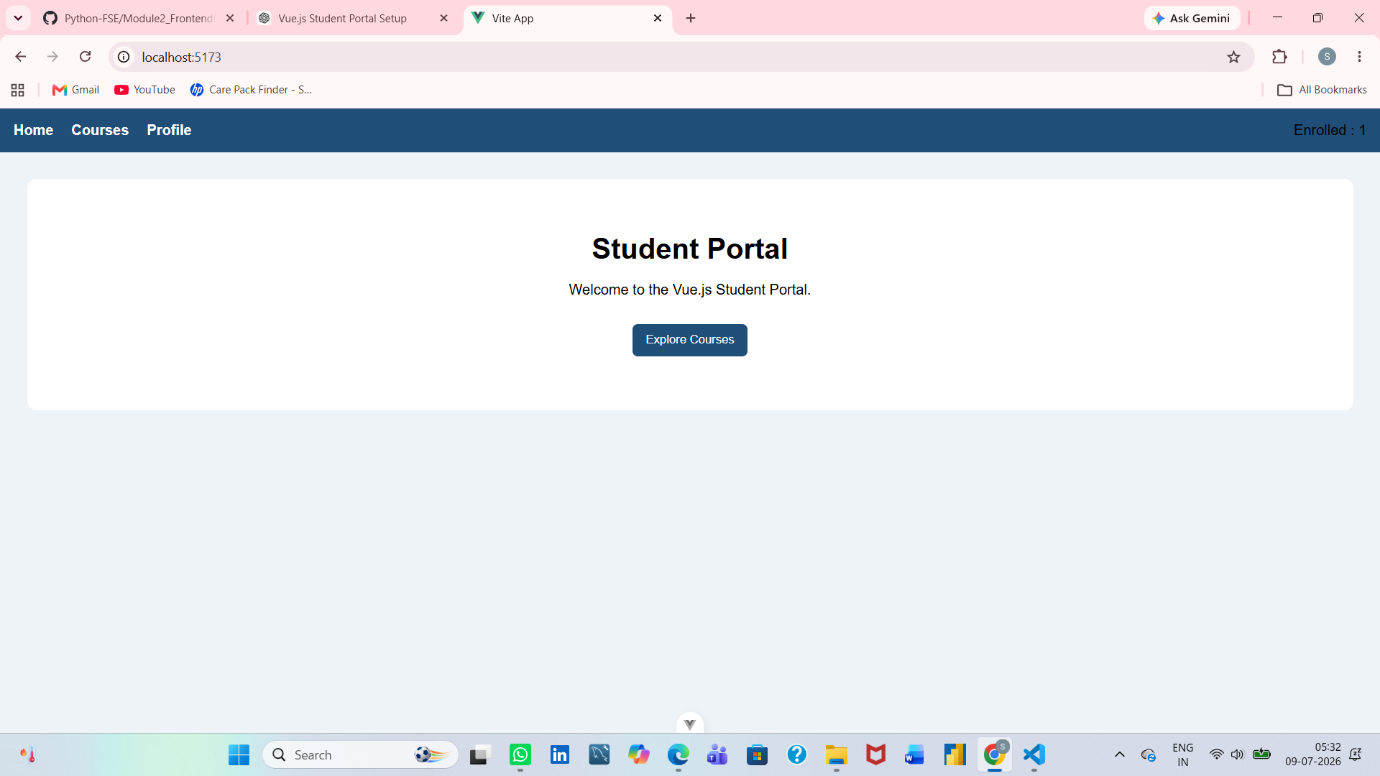 Python-FSE/Module2_Frontend
Vue.js Student Portal Setup
Vite App
Ask Gemini
localhost:5173
S
Gmail
YouTube
Care Pack Finder - S...
All Bookmarks
Home
Courses
Profile
Enrolled : 1
Student Portal
Welcome to the Vue.js Student Portal.
Explore Courses
Search
ENG
IN
05:32
09-07-2026